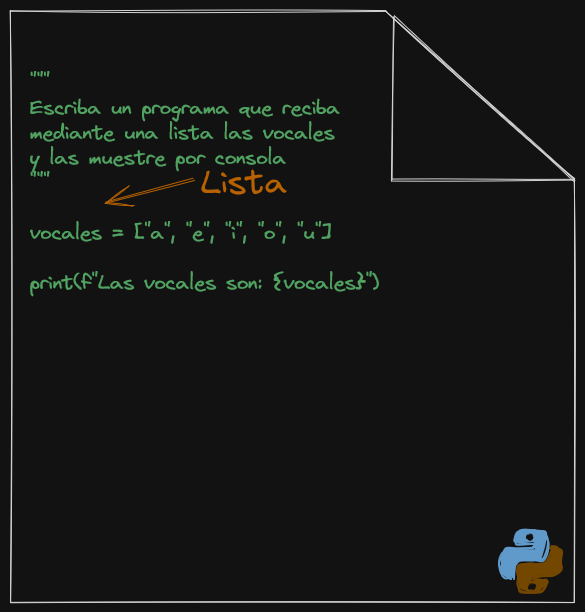 """
Escriba un programa que reciba
mediante una lista las vocales
y las muestre por consola
"""
Lista
vocales = ["a", "e", "i", "o", "u"]
print(f"Las vocales son: {vocales}")